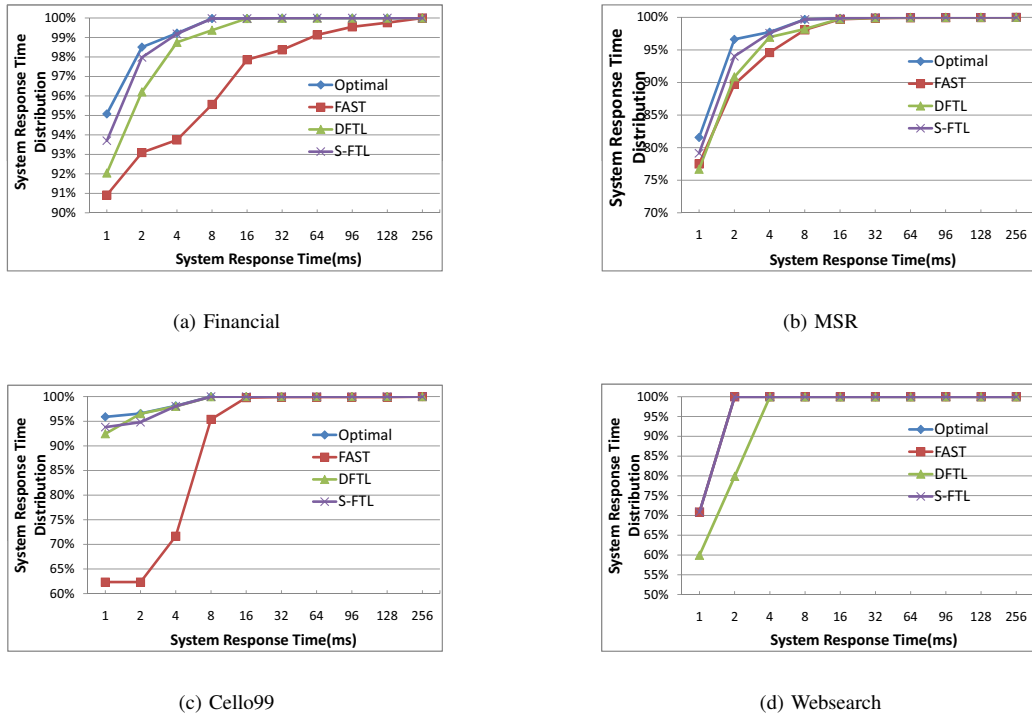 100%
99%
98%
97%
96%
95%
94%
93%
92%
91%
90%
System Response Time
Distribution
Optimal
FAST
DFTL
S-FTL
1 2 4 8 16 32 64 96 128 256
System Response Time(ms)
(a) Financial
100%
95%
90%
85%
80%
75%
70%
System Response Time
Distribution
Optimal
FAST
DFTL
S-FTL
1 2 4 8 16 32 64 96 128 256
System Response Time(ms)
(b) MSR
100%
95%
90%
85%
80%
75%
70%
65%
60%
System Response Time
Distribution
Optimal
FAST
DFTL
S-FTL
1 2 4 8 16 32 64 96 128 256
System Response Time(ms)
(c) Cello99
100%
95%
90%
85%
80%
75%
70%
65%
60%
55%
50%
System Response Time
Distribution
Optimal
FAST
DFTL
S-FTL
1 2 4 8 16 32 64 96 128 256
System Response Time(ms)
(d) Websearch